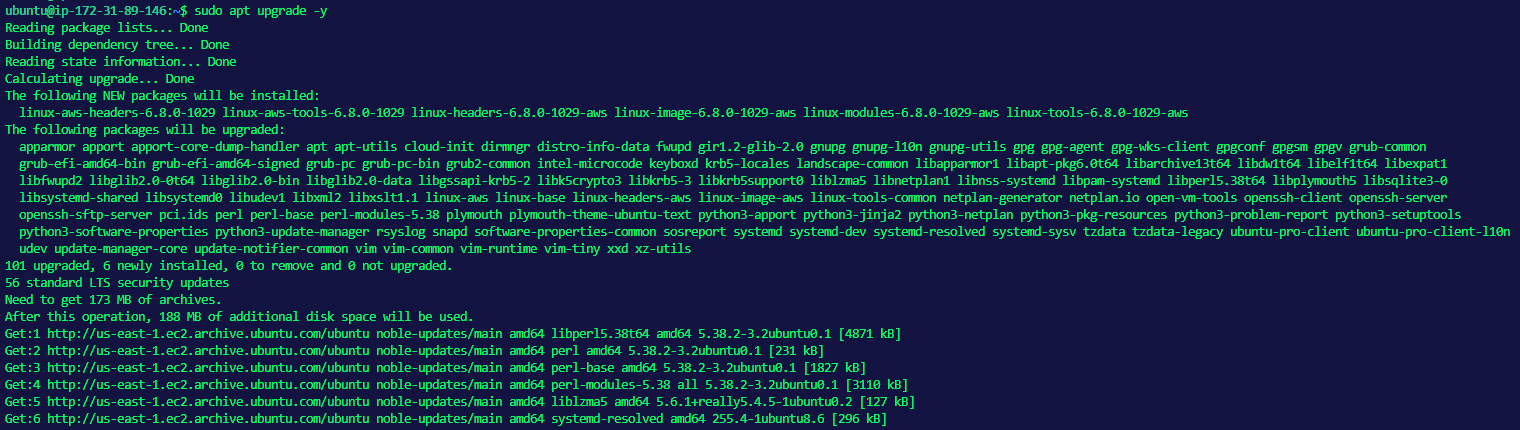 ubuntu@ip-172-31-89-146:~$ sudo apt upgrade -y
Reading package lists... Done
Building dependency tree... Done
Reading state information... Done
Calculating upgrade... Done
The following NEW packages will be installed:
  linux-aws-headers-6.8.0-1029 linux-aws-tools-6.8.0-1029 linux-headers-6.8.0-1029-aws linux-image-6.8.0-1029-aws linux-modules-6.8.0-1029-aws linux-tools-6.8.0-1029-aws
The following packages will be upgraded:
  apparmor apport apport-core-dump-handler apt apt-utils cloud-init dirmngr distro-info-data fwupd gir1.2-glib-2.0 gnupg gnupg-l10n gnupg-utils gpg gpg-agent gpg-wks-client gpgconf gpgsm gpgv grub-common
  grub-efi-amd64-bin grub-efi-amd64-signed grub-pc grub-pc-bin grub2-common intel-microcode keyboxd krb5-locales landscape-common libapparmor1 libapt-pkg6.0t64 libarchive13t64 libdw1t64 libelf1t64 libexpat1
  libfwupd2 libglib2.0-0t64 libglib2.0-bin libglib2.0-data libgssapi-krb5-2 libk5crypto3 libkrb5-3 libkrb5support0 liblzma5 libnetplan1 libnss-systemd libpam-systemd libperl5.38t64 libplymouth5 libsqlite3-0
  libsystemd-shared libsystemd0 libudev1 libxml2 libxslt1.1 linux-aws linux-base linux-headers-aws linux-image-aws linux-tools-common netplan-generator netplan.io open-vm-tools openssh-client openssh-server
  openssh-sftp-server pci.ids perl perl-base perl-modules-5.38 plymouth plymouth-theme-ubuntu-text python3-apport python3-jinja2 python3-netplan python3-pkg-resources python3-problem-report python3-setuptools
  python3-software-properties python3-update-manager rsyslog snapd software-properties-common sosreport systemd systemd-dev systemd-resolved systemd-sysv tzdata tzdata-legacy ubuntu-pro-client ubuntu-pro-client-l10n
  udev update-manager-core update-notifier-common vim vim-common vim-runtime vim-tiny xxd xz-utils
101 upgraded, 6 newly installed, 0 to remove and 0 not upgraded.
56 standard LTS security updates
Need to get 173 MB of archives.
After this operation, 188 MB of additional disk space will be used.
Get:1 http://us-east-1.ec2.archive.ubuntu.com/ubuntu noble-updates/main amd64 libperl5.38t64 amd64 5.38.2-3.2ubuntu0.1 [4871 kB]
Get:2 http://us-east-1.ec2.archive.ubuntu.com/ubuntu noble-updates/main amd64 perl amd64 5.38.2-3.2ubuntu0.1 [231 kB]
Get:3 http://us-east-1.ec2.archive.ubuntu.com/ubuntu noble-updates/main amd64 perl-base amd64 5.38.2-3.2ubuntu0.1 [1827 kB]
Get:4 http://us-east-1.ec2.archive.ubuntu.com/ubuntu noble-updates/main amd64 perl-modules-5.38 all 5.38.2-3.2ubuntu0.1 [3110 kB]
Get:5 http://us-east-1.ec2.archive.ubuntu.com/ubuntu noble-updates/main amd64 liblzma5 amd64 5.6.1+really5.4.5-1ubuntu0.2 [127 kB]
Get:6 http://us-east-1.ec2.archive.ubuntu.com/ubuntu noble-updates/main amd64 systemd-resolved amd64 255.4-1ubuntu8.6 [296 kB]